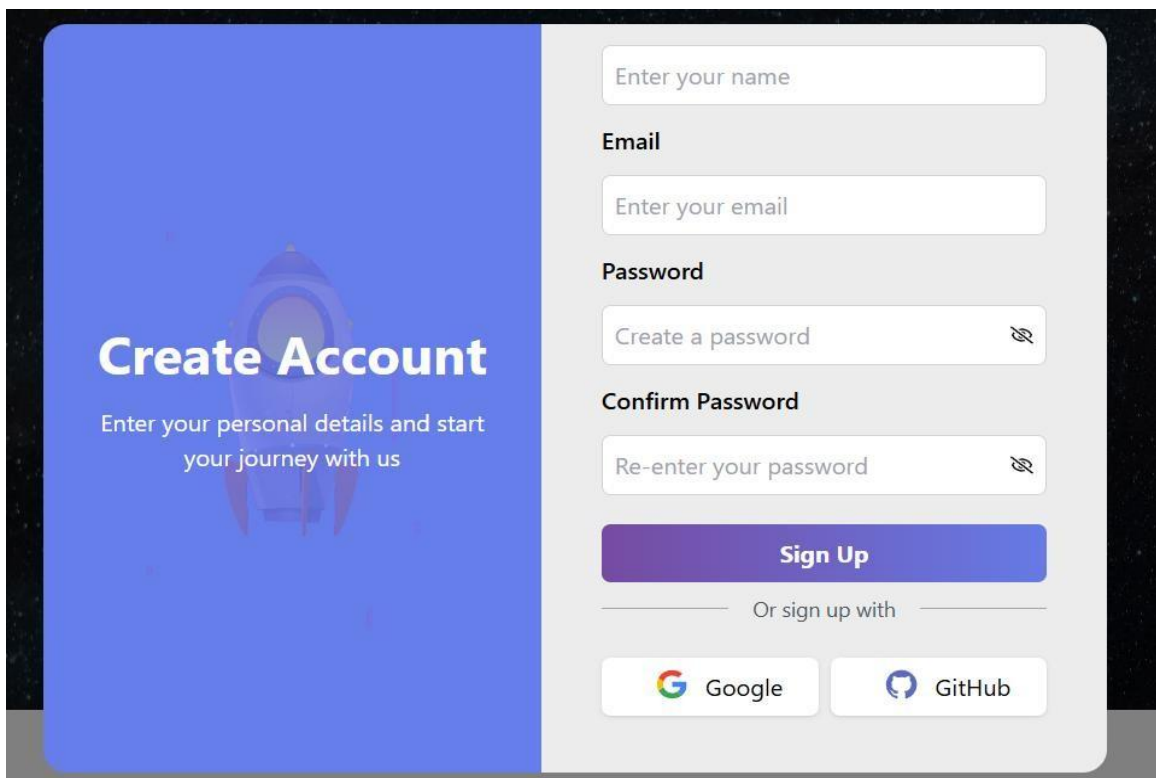 Create Account
Enter your personal details and start
your journey with us
Enter your name
Email
Enter your email
Password
Create a password
Confirm Password
Re-enter your password
Sign Up
Or sign up with
Google
GitHub